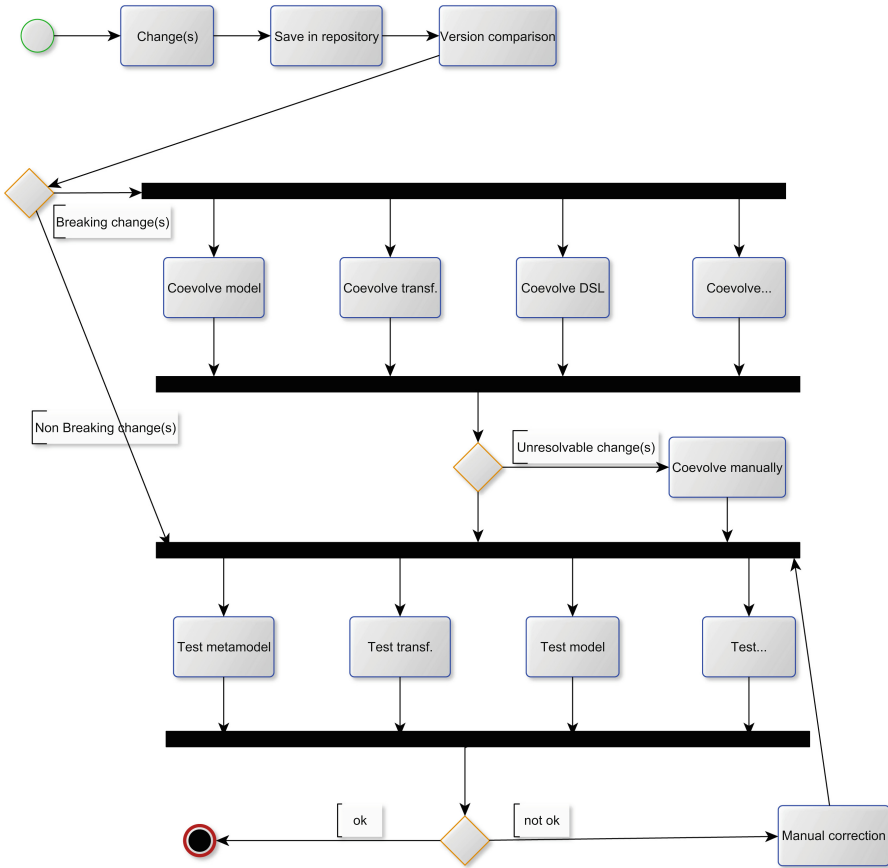 Change(s)
Save in repository
Version comparison
Breaking change(s)
Coevolve model
Coevolve transf.
Coevolve DSL
Coevolve...
Non Breaking change(s)
Unresolvable change(s)
Coevolve manually
Test metamodel
Test transf.
Test model
Test...
ok
not ok
Manual correction